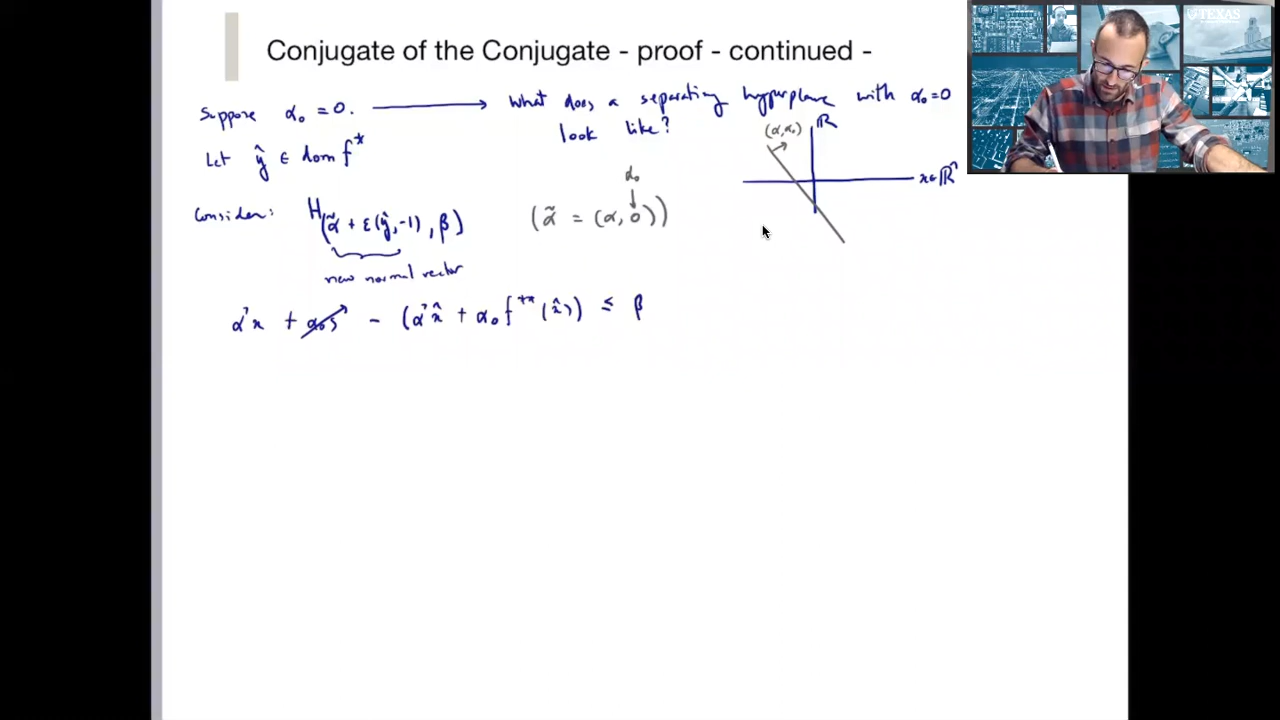 Conjugate of the Conjugate - proof - continued -
Suppose α₀ = 0. ⟶ What does a separating hyperplane with α₀=0
look like?
Let ŷ ∈ dom f*
(α,α₀) ℝ
x∈ℝⁿ
α₀
↓
Consider: H(α̃ + ε(ŷ,-1), β) (α̃ = (α, 0))
new normal vector
αᵀx + α₀s - (αᵀx̂ + α₀ f**(x̂)) ≤ β
TEXAS